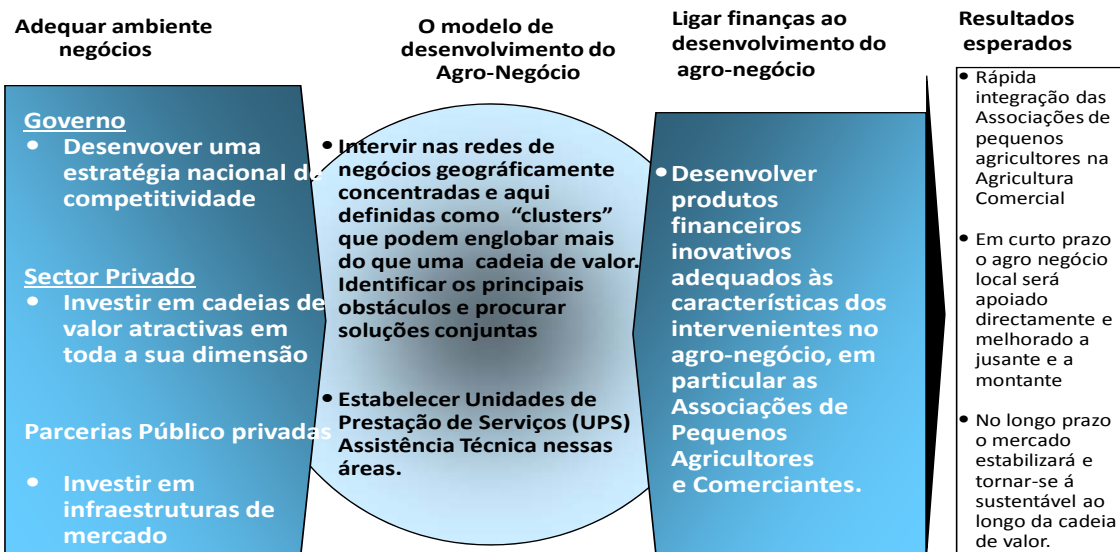 Adequar ambiente
negócios
Governo
• Desenvover uma
estratégia nacional de
competitividade
Sector Privado
• Investir em cadeias de
valor atractivas em
toda a sua dimensão
Parcerias Público privadas
• Investir em
infraestruturas de
mercado
O modelo de
desenvolvimento do
Agro-Negócio
• Intervir nas redes de
negócios geográficamente
concentradas e aqui
definidas como “clusters”
que podem englobar mais
do que uma cadeia de valor.
Identificar os principais
obstáculos e procurar
soluções conjuntas
• Estabelecer Unidades de
Prestação de Serviços (UPS)
Assistência Técnica nessas
áreas.
Ligar finanças ao
desenvolvimento do
agro-negócio
• Desenvolver
produtos
financeiros
inovativos
adequados às
características dos
intervenientes no
agro-negócio, em
particular as
Associações de
Pequenos
Agricultores
e Comerciantes.
Resultados
esperados
• Rápida
integração das
Associações de
pequenos
agricultores na
Agricultura
Comercial
• Em curto prazo
o agro negócio
local será
apoiado
directamente e
melhorado a
jusante e a
montante
• No longo prazo
o mercado
estabilizará e
tornar-se á
sustentável ao
longo da cadeia
de valor.